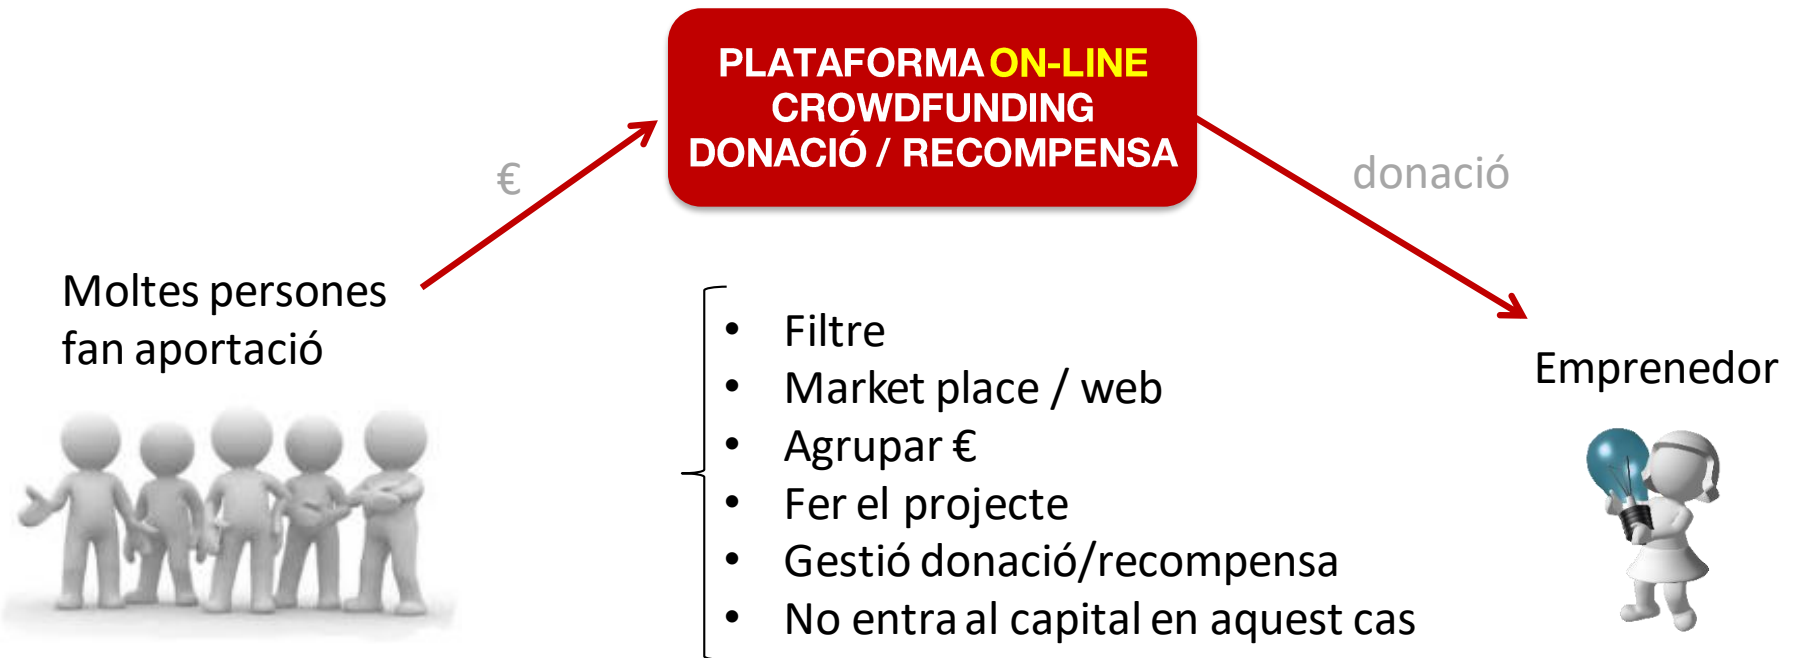 PLATAFORMA ON-LINE
CROWDFUNDING
DONACIÓ / RECOMPENSA
€
donació
Moltes persones
fan aportació
• Filtre
• Market place / web
• Agrupar €
• Fer el projecte
• Gestió donació/recompensa
• No entra al capital en aquest cas
Emprenedor